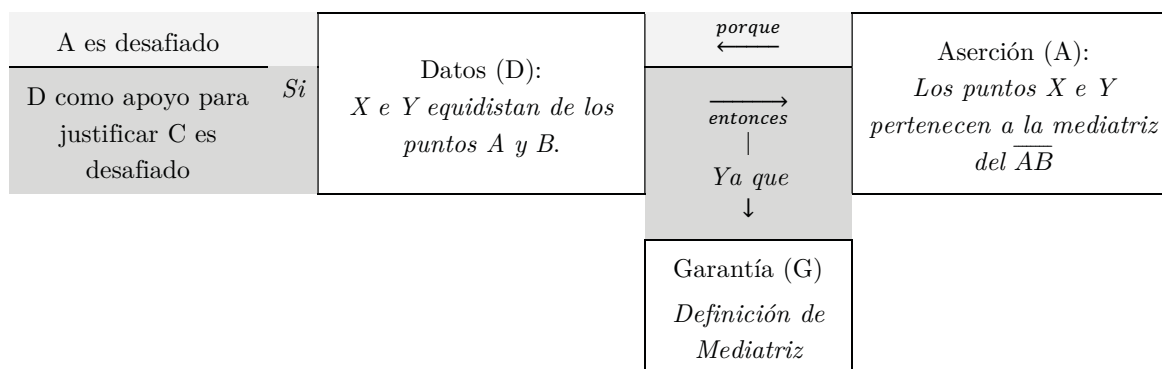 A es desafiado
D como apoyo para
justificar C es
desafiado
Si
Datos (D):
X e Y equidistan de los
puntos A y B.
porque
entonces
Ya que
Aserción (A):
Los puntos X e Y
pertenecen a la mediatriz
del AB
Garantía (G)
Definición de
Mediatriz